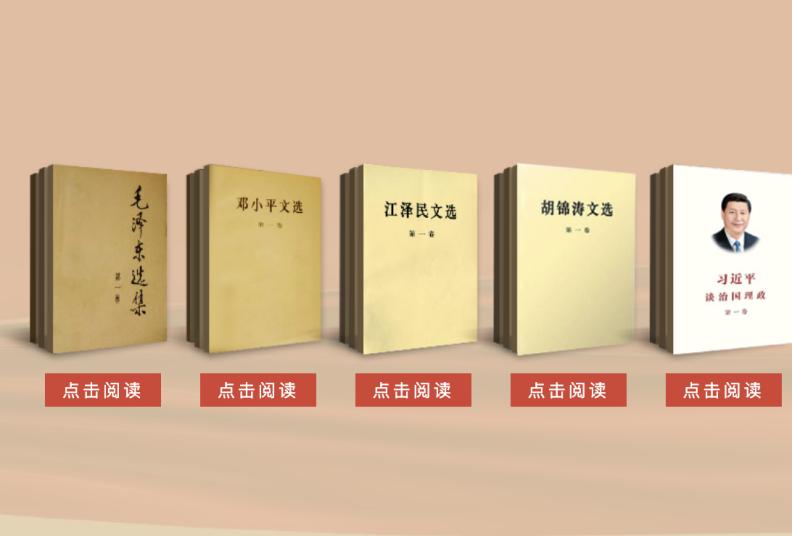 毛泽东选集
第一卷
邓小平文选
第一卷
江泽民文选
第一卷
胡锦涛文选
第一卷
习近平
谈治国理政
第一卷
点击阅读
点击阅读
点击阅读
点击阅读
点击阅读